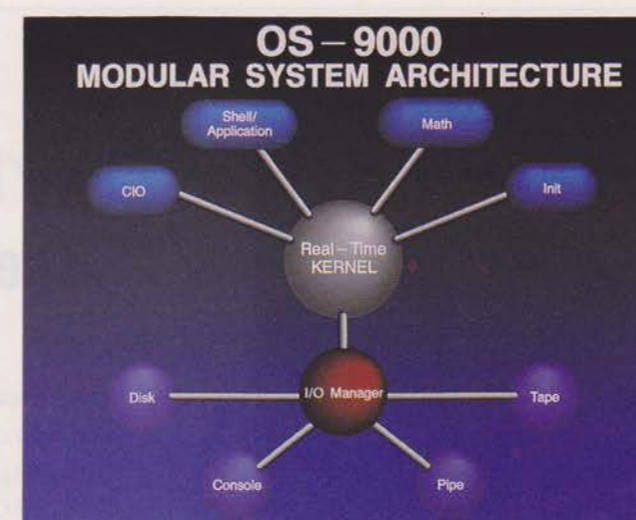 OS – 9000
MODULAR SYSTEM ARCHITECTURE
Shell/
Application
Math
CIO
Init
Real – Time
KERNEL
I/O Manager
Disk
Tape
Console
Pipe